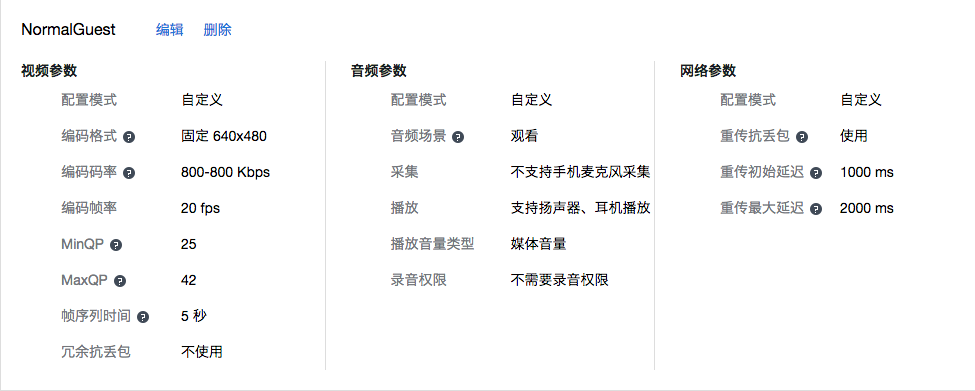 NormalGuest 编辑 删除
视频参数
配置模式 自定义
编码格式 ? 固定 640x480
编码码率 ? 800-800 Kbps
编码帧率 20 fps
MinQP ? 25
MaxQP ? 42
帧序列时间 ? 5 秒
冗余抗丢包 不使用
音频参数
配置模式 自定义
音频场景 ? 观看
采集 不支持手机麦克风采集
播放 支持扬声器、耳机播放
播放音量类型 媒体音量
录音权限 不需要录音权限
网络参数
配置模式 自定义
重传抗丢包 ? 使用
重传初始延迟 ? 1000 ms
重传最大延迟 ? 2000 ms